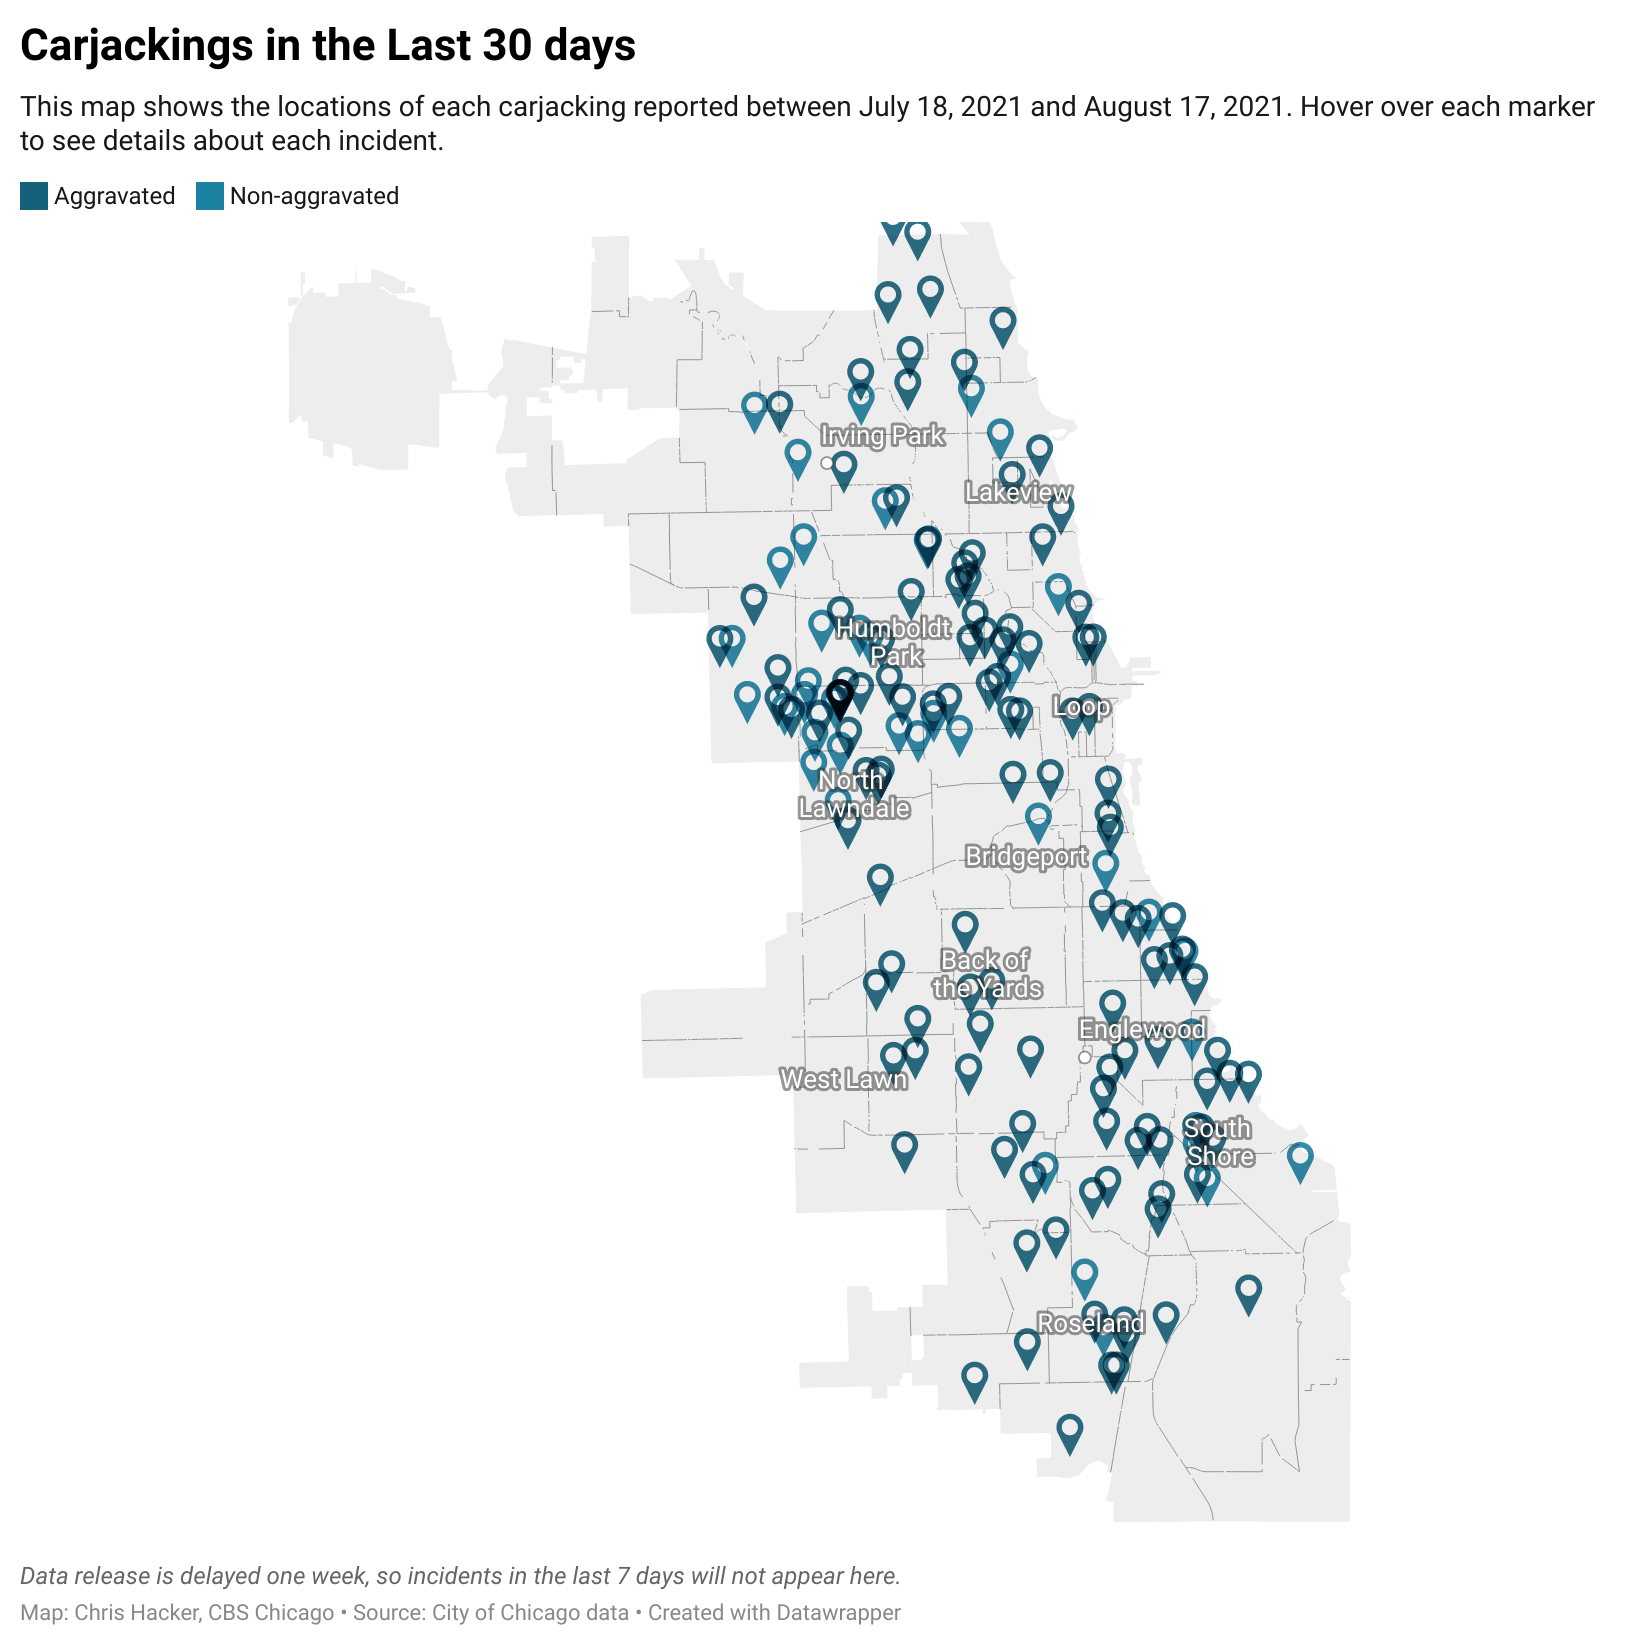 Carjackings in the Last 30 days
This map shows the locations of each carjacking reported between July 18, 2021 and August 17, 2021. Hover over each marker
to see details about each incident.
Aggravated Non-aggravated
Irving Park
Lakeview
Humboldt
Park
Loop
North
Lawndale
Bridgeport
Back of
the Yards
Englewood
West Lawn
South
Shore
Roseland
Data release is delayed one week, so incidents in the last 7 days will not appear here.
Map: Chris Hacker, CBS Chicago • Source: City of Chicago data • Created with Datawrapper